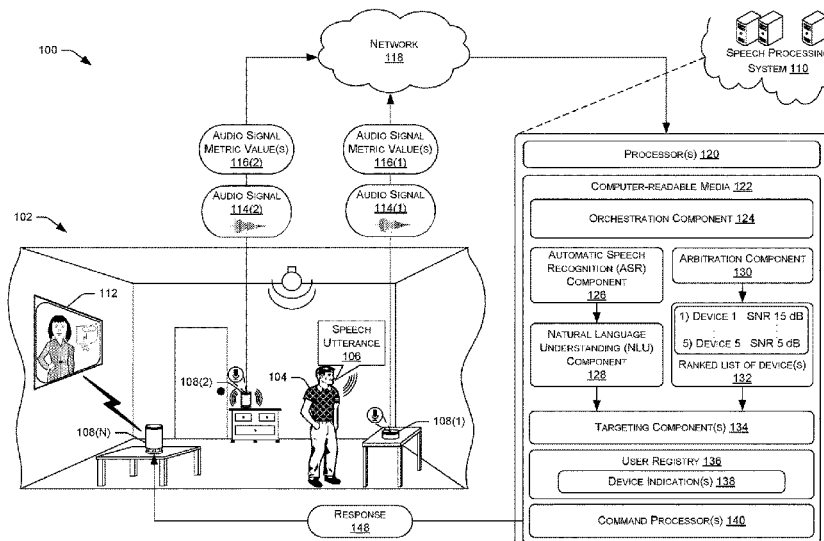 100
NETWORK
118
SPEECH PROCESSING
SYSTEM 110
AUDIO SIGNAL
METRIC VALUE(S)
116(2)
AUDIO SIGNAL
METRIC VALUE(S)
116(1)
AUDIO SIGNAL
114(2)
AUDIO SIGNAL
114(1)
PROCESSOR(S) 120
COMPUTER-READABLE MEDIA 122
ORCHESTRATION COMPONENT 124
AUTOMATIC SPEECH
RECOGNITION (ASR)
COMPONENT
126
ARBITRATION COMPONENT
130
1) DEVICE 1 SNR 15 dB
5) DEVICE 5 SNR 5 dB
RANKED LIST OF DEVICE(S)
132
NATURAL LANGUAGE
UNDERSTANDING (NLU)
COMPONENT
128
TARGETING COMPONENT(S) 134
USER REGISTRY 136
DEVICE INDICATION(S) 138
COMMAND PROCESSOR(S) 140
102
112
SPEECH
UTTERANCE
106
104
108(2)
108(1)
108(N)
RESPONSE
148